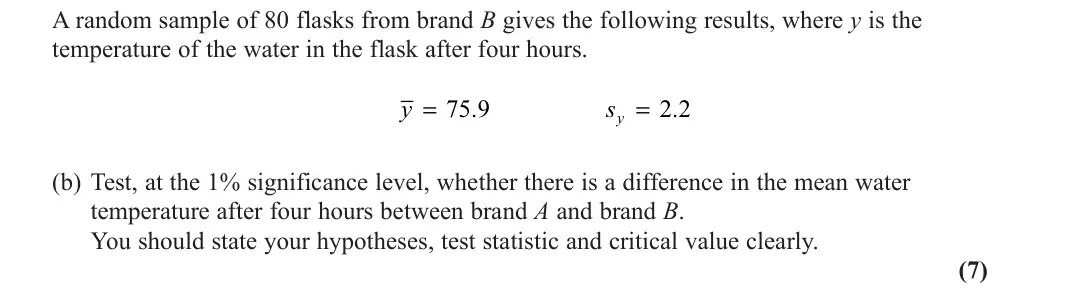 A random sample of 80 flasks from brand B gives the following results, where y is the
temperature of the water in the flask after four hours.
y̅ = 75.9 s_y = 2.2
(b) Test, at the 1% significance level, whether there is a difference in the mean water
temperature after four hours between brand A and brand B.
You should state your hypotheses, test statistic and critical value clearly.
(7)